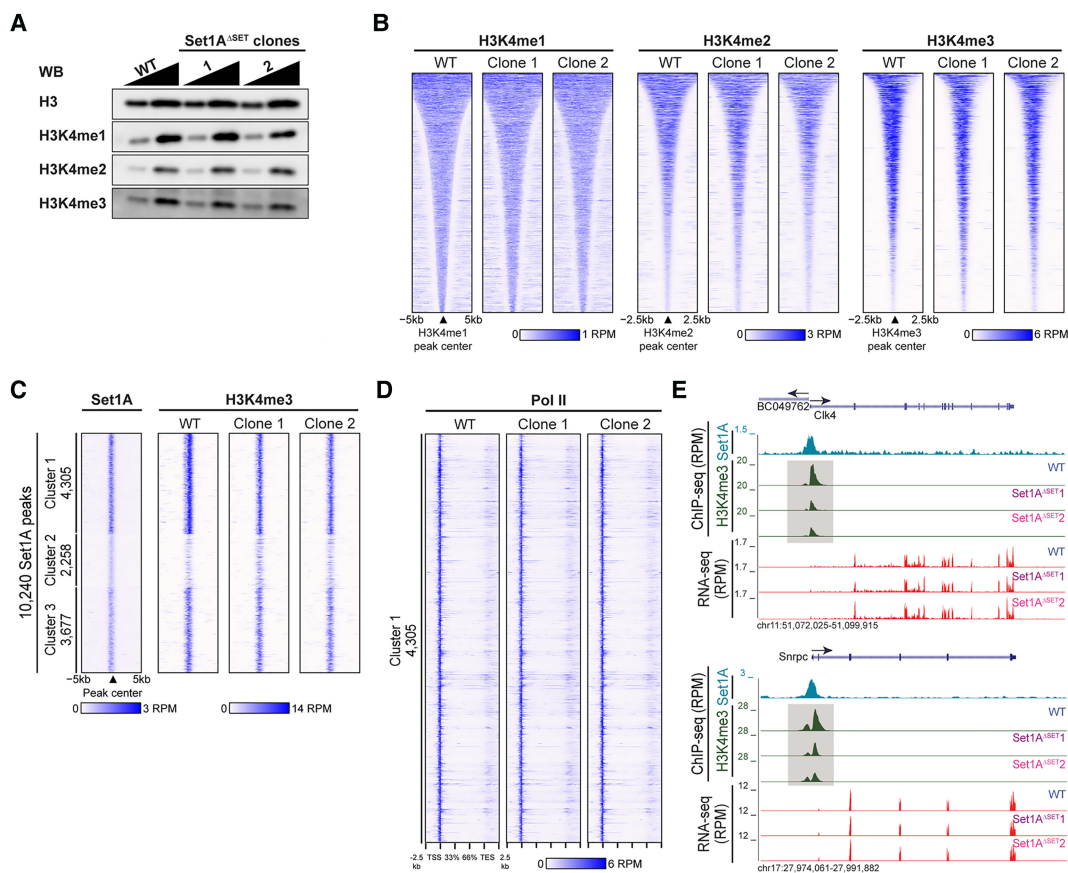 A
Set1AΔSET clones
WB
WT
1
2
H3
H3K4me1
H3K4me2
H3K4me3
B
H3K4me1
H3K4me2
H3K4me3
WT Clone 1 Clone 2
WT Clone 1 Clone 2
WT Clone 1 Clone 2
−5kb 5kb
H3K4me1
peak center
0 1 RPM
−2.5kb 2.5kb
H3K4me2
peak center
0 3 RPM
−2.5kb 2.5kb
H3K4me3
peak center
0 6 RPM
C
Set1A
H3K4me3
WT Clone 1 Clone 2
10,240 Set1A peaks
Cluster 1
4,305
Cluster 2
2,258
Cluster 3
3,677
−5kb 5kb
Peak center
0 3 RPM
0 14 RPM
D
Pol II
WT Clone 1 Clone 2
Cluster 1
4,305
-2.5 kb TSS 33% 66% TES 2.5 kb
0 6 RPM
E
BC049762
Clk4
ChIP-seq (RPM)
Set1A
H3K4me3
1.5
20
WT
20
Set1AΔSET1
20
Set1AΔSET2
RNA-seq
(RPM)
1.7
WT
1.7
Set1AΔSET1
1.7
Set1AΔSET2
chr11:51,072,025-51,099,915
Snrpc
ChIP-seq (RPM)
Set1A
H3K4me3
3
28
WT
28
Set1AΔSET1
28
Set1AΔSET2
RNA-seq
(RPM)
12
WT
12
Set1AΔSET1
12
Set1AΔSET2
chr17:27,974,061-27,991,882